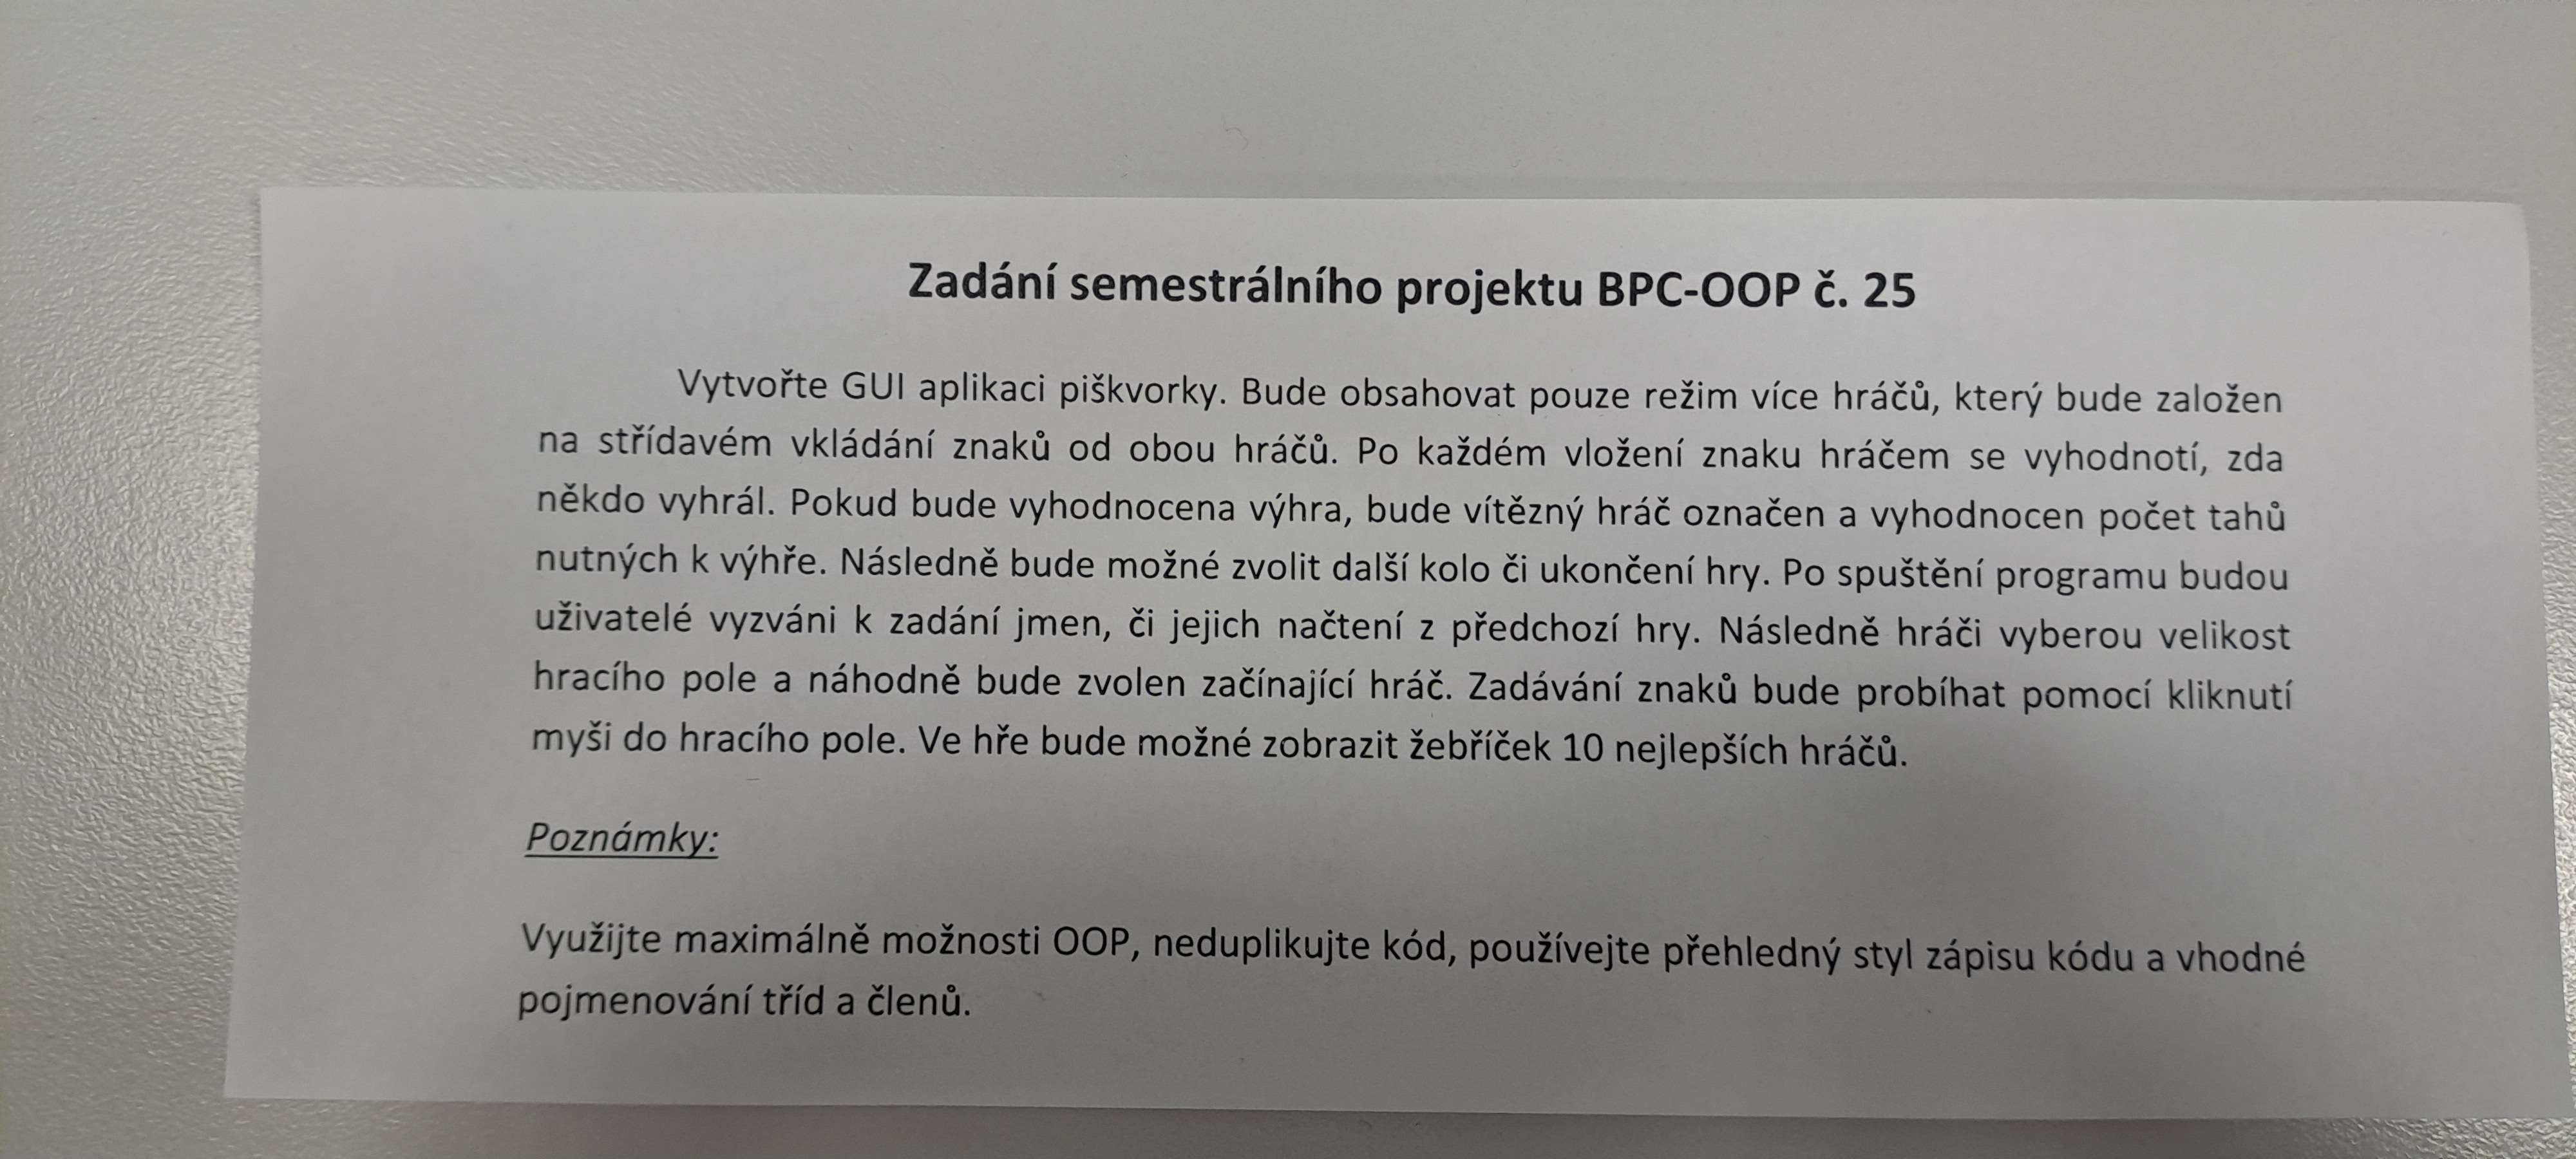 Zadání semestrálního projektu BPC-OOP č. 25
Vytvořte GUI aplikaci piškvorky. Bude obsahovat pouze režim více hráčů, který bude založen
na střídavém vkládání znaků od obou hráčů. Po každém vložení znaku hráčem se vyhodnotí, zda
někdo vyhrál. Pokud bude vyhodnocena výhra, bude vítězný hráč označen a vyhodnocen počet tahů
nutných k výhře. Následně bude možné zvolit další kolo či ukončení hry. Po spuštění programu budou
uživatelé vyzváni k zadání jmen, či jejich načtení z předchozí hry. Následně hráči vyberou velikost
hracího pole a náhodně bude zvolen začínající hráč. Zadávání znaků bude probíhat pomocí kliknutí
myši do hracího pole. Ve hře bude možné zobrazit žebříček 10 nejlepších hráčů.
Poznámky:
Využijte maximálně možnosti OOP, neduplikujte kód, používejte přehledný styl zápisu kódu a vhodné
pojmenování tříd a členů.